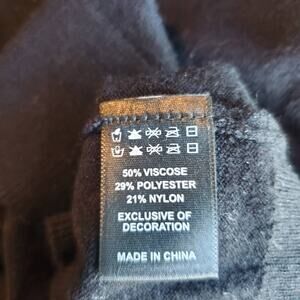 50% VISCOSE
29% POLYESTER
21% NYLON
EXCLUSIVE OF
DECORATION
MADE IN CHINA